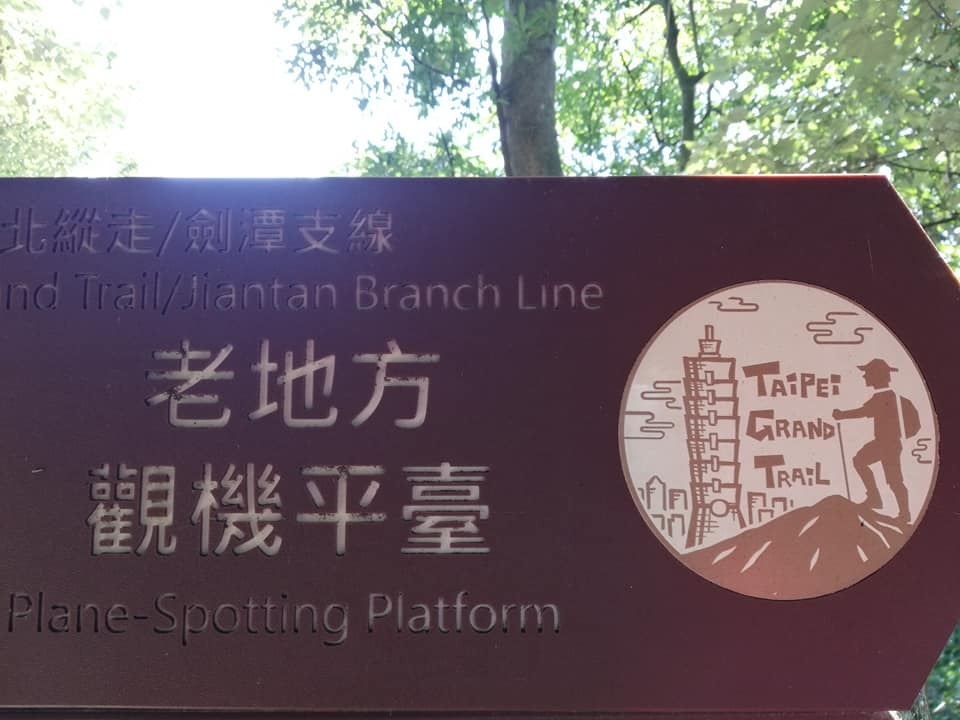 北縱走/劍潭支線
nd Trail/Jiantan Branch Line
老地方
觀機平臺
Plane-Spotting Platform
TAIPEI
GRAND
TRAIL